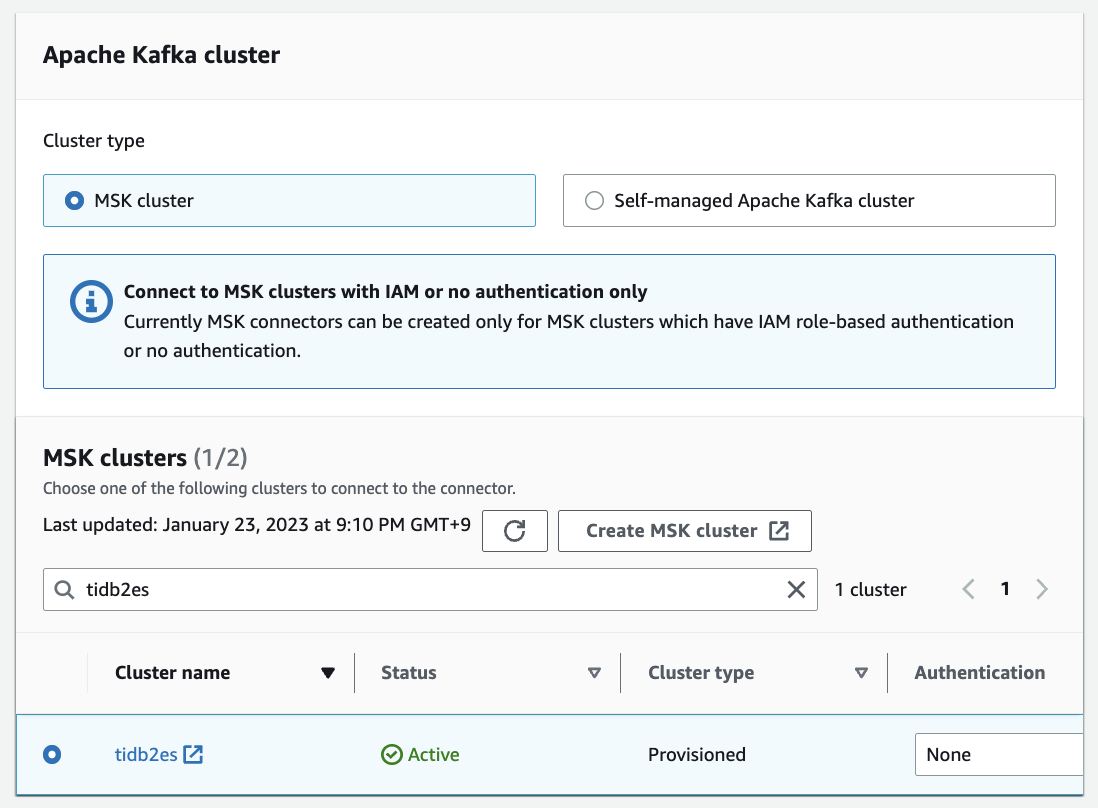 Apache Kafka cluster
Cluster type
MSK cluster
Self-managed Apache Kafka cluster
Connect to MSK clusters with IAM or no authentication only
Currently MSK connectors can be created only for MSK clusters which have IAM role-based authentication
or no authentication.
MSK clusters (1/2)
Choose one of the following clusters to connect to the connector.
Last updated: January 23, 2023 at 9:10 PM GMT+9
Create MSK cluster
tidb2es
1 cluster
1
Cluster name
Status
Cluster type
Authentication
tidb2es
Active
Provisioned
None